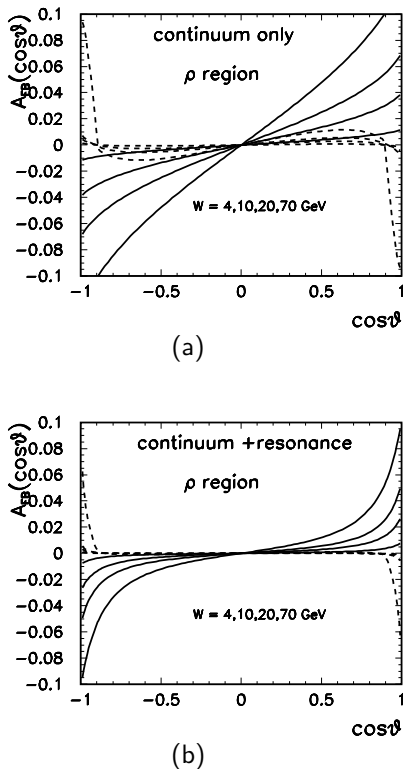 A_FB(cosϑ)
0.1
0.08
0.06
0.04
0.02
0
-0.02
-0.04
-0.06
-0.08
-0.1
continuum only
ρ region
W = 4,10,20,70 GeV
-1 -0.5 0 0.5 1
cosϑ
(a)
A_FB(cosϑ)
0.1
0.08
0.06
0.04
0.02
0
-0.02
-0.04
-0.06
-0.08
-0.1
continuum +resonance
ρ region
W = 4,10,20,70 GeV
-1 -0.5 0 0.5 1
cosϑ
(b)